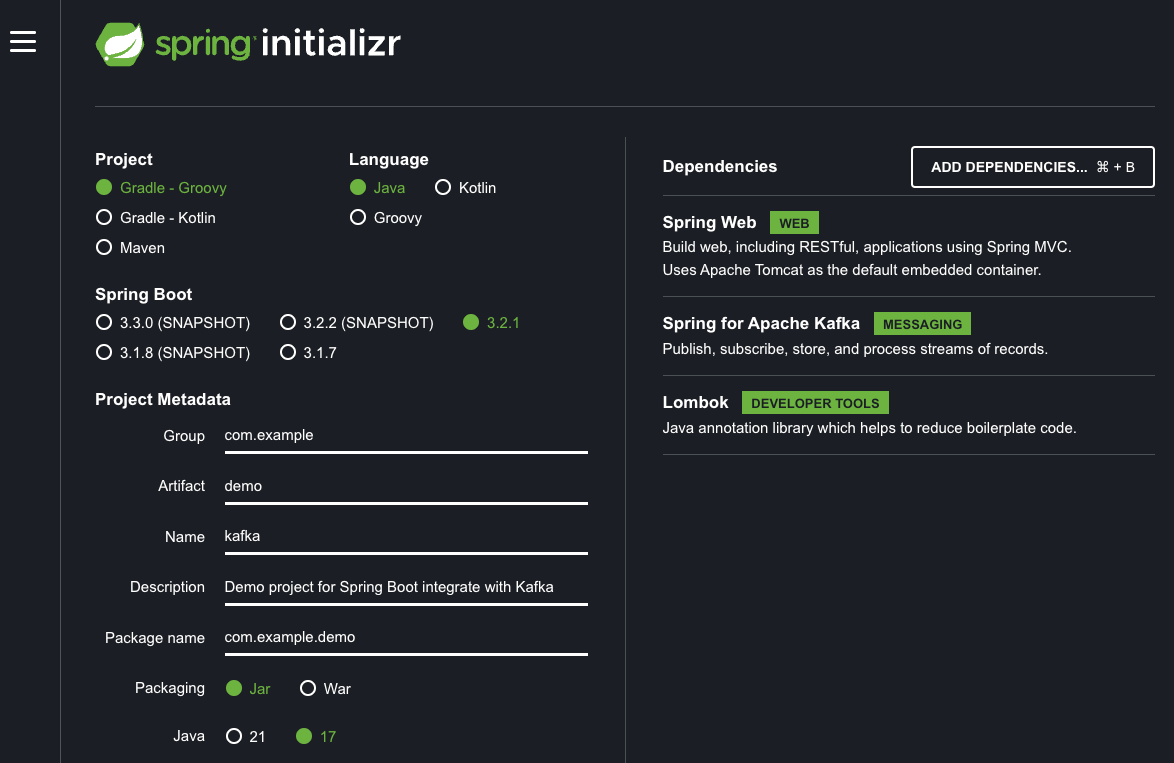 spring initializr
Project
Gradle - Groovy
Gradle - Kotlin
Maven
Language
Java Kotlin
Groovy
Spring Boot
3.3.0 (SNAPSHOT) 3.2.2 (SNAPSHOT) 3.2.1
3.1.8 (SNAPSHOT) 3.1.7
Project Metadata
Group com.example
Artifact demo
Name kafka
Description Demo project for Spring Boot integrate with Kafka
Package name com.example.demo
Packaging Jar War
Java 21 17
Dependencies ADD DEPENDENCIES... ⌘ + B
Spring Web WEB
Build web, including RESTful, applications using Spring MVC.
Uses Apache Tomcat as the default embedded container.
Spring for Apache Kafka MESSAGING
Publish, subscribe, store, and process streams of records.
Lombok DEVELOPER TOOLS
Java annotation library which helps to reduce boilerplate code.